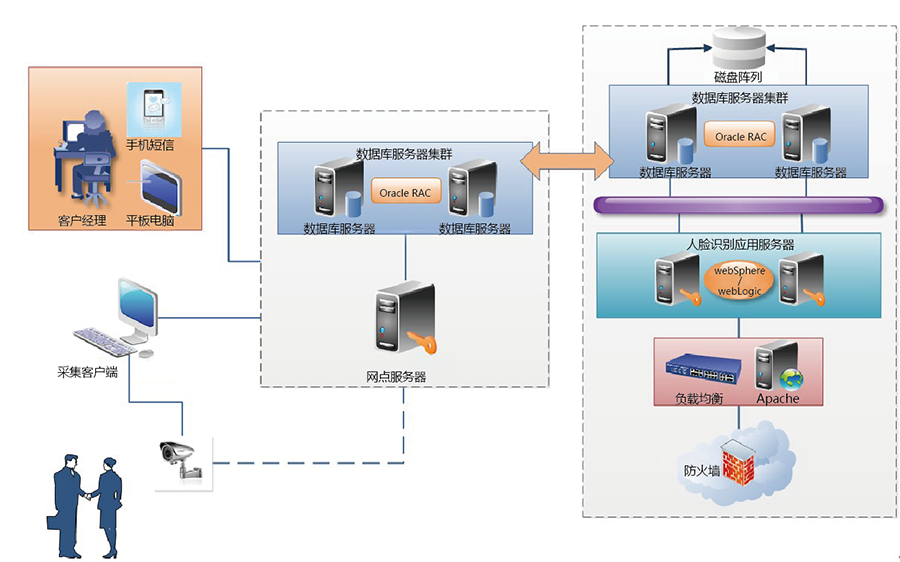 手机短信
客户经理
平板电脑
采集客户端
数据库服务器集群
Oracle RAC
数据库服务器
数据库服务器
网点服务器
磁盘阵列
数据库服务器集群
Oracle RAC
数据库服务器
数据库服务器
人脸识别应用服务器
webSphere
/
webLogic
负载均衡
Apache
防火墙